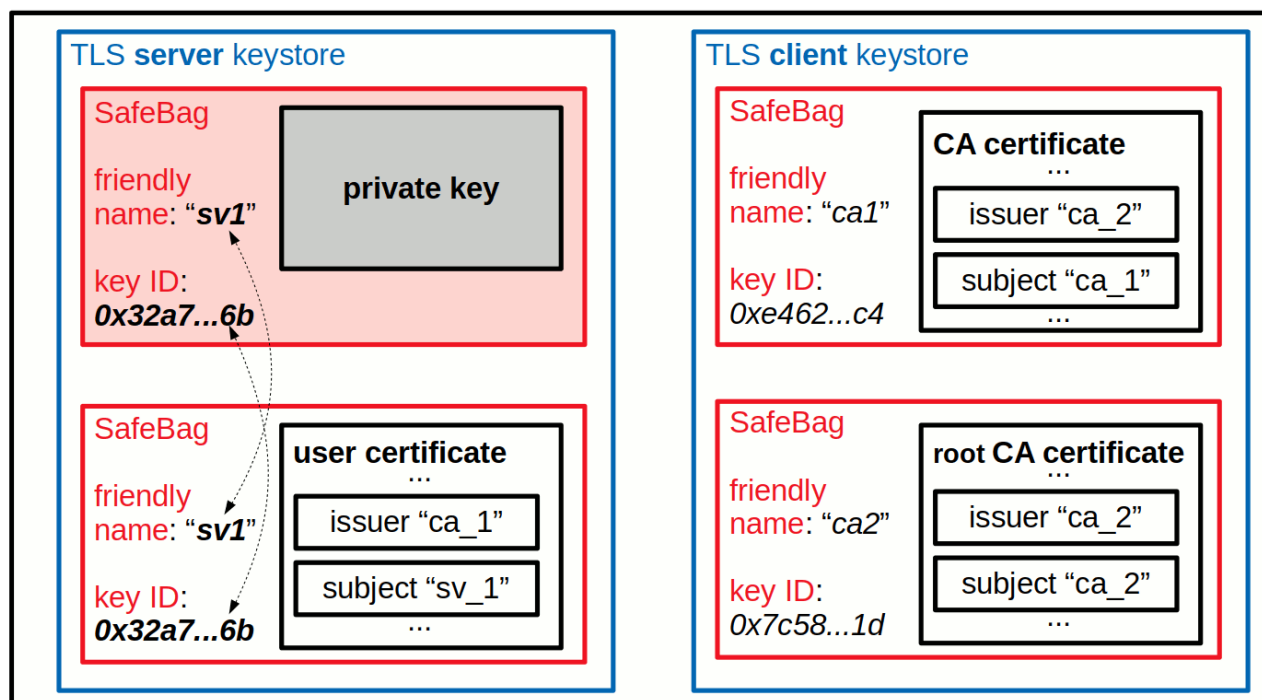 TLS server keystore
SafeBag
friendly
name: “sv1”
key ID:
0x32a7...6b
private key
SafeBag
friendly
name: “sv1”
key ID:
0x32a7...6b
user certificate
...
issuer “ca_1”
subject “sv_1”
...
TLS client keystore
SafeBag
friendly
name: “ca1”
key ID:
0xe462...c4
CA certificate
...
issuer “ca_2”
subject “ca_1”
...
SafeBag
friendly
name: “ca2”
key ID:
0x7c58...1d
root CA certificate
...
issuer “ca_2”
subject “ca_2”
...